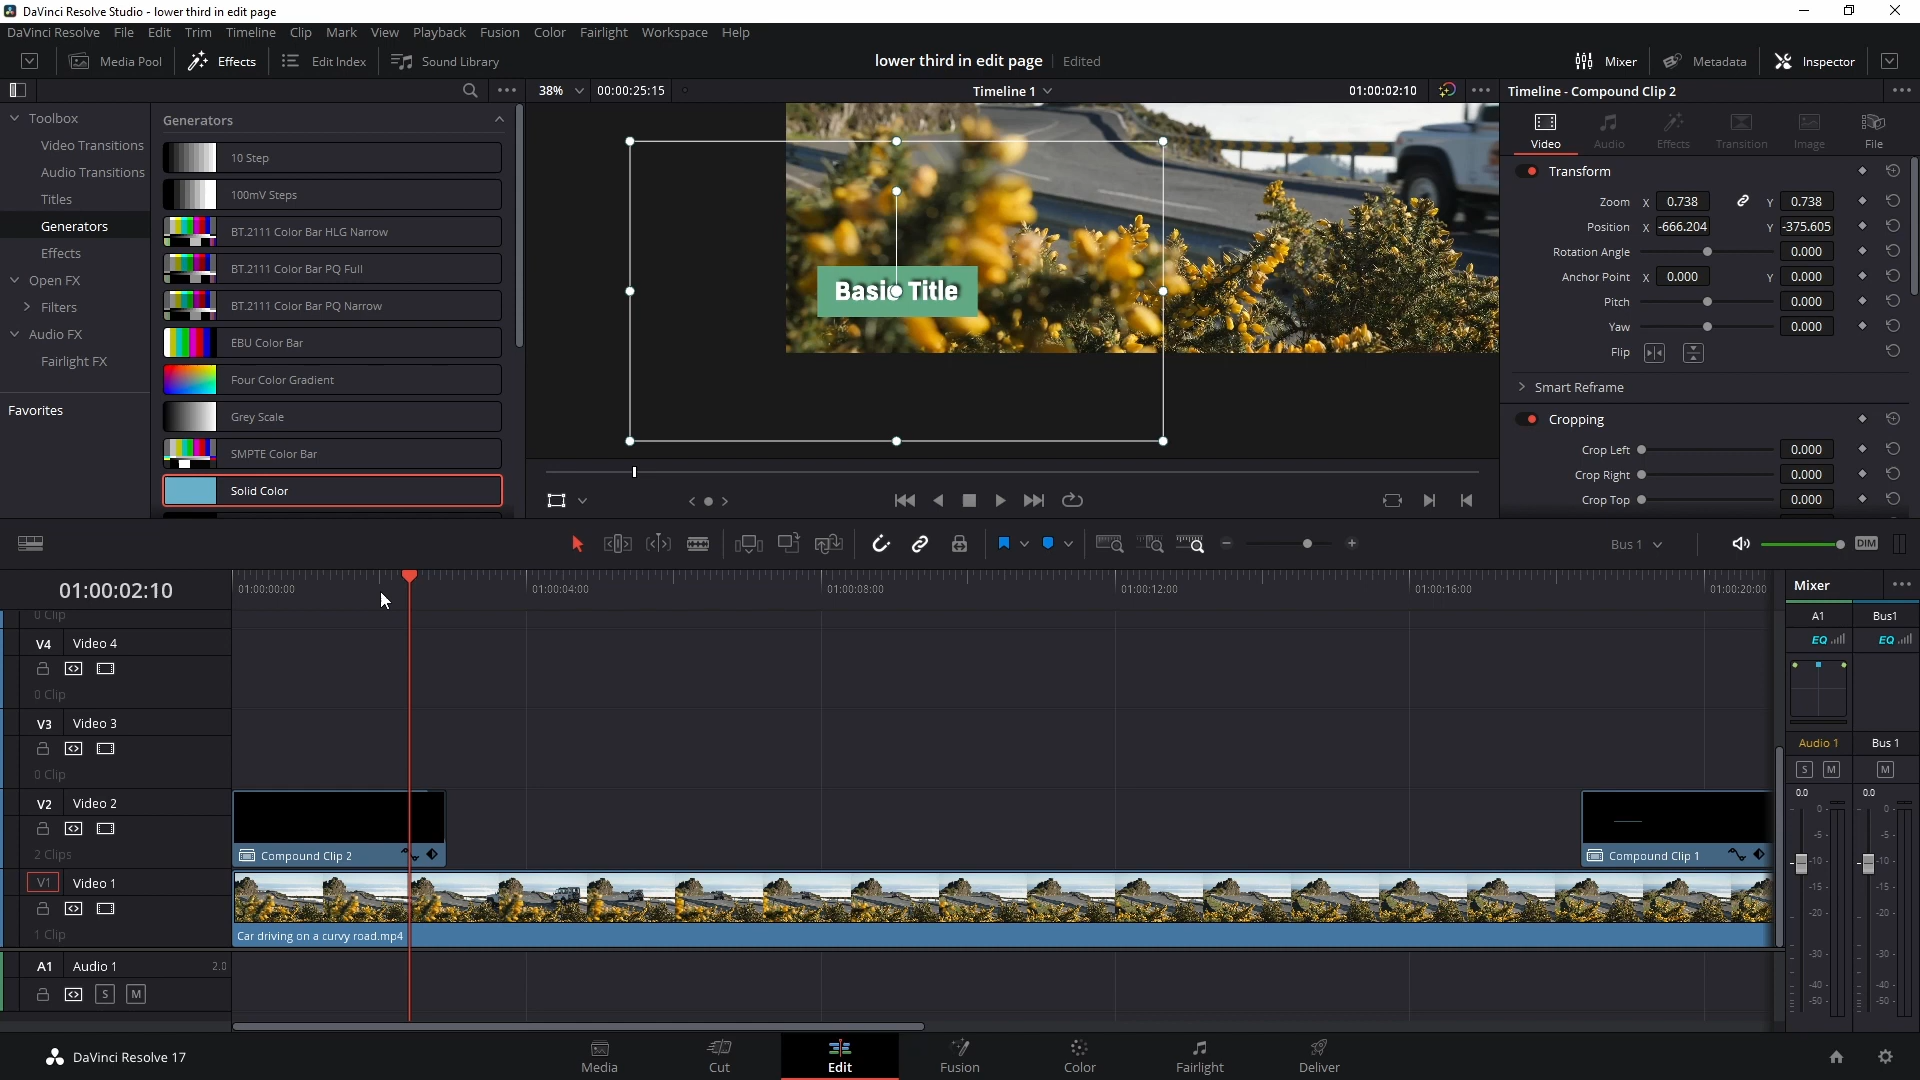 DaVinci Resolve Studio - lower third in edit page
DaVinci Resolve File Edit Trim Timeline Clip Mark View Playback Fusion Color Fairlight Workspace Help
Media Pool Effects Edit Index Sound Library lower third in edit page Edited Mixer Metadata Inspector
38% 00:00:25:15 Timeline 1 01:00:02:10 Timeline - Compound Clip 2
Toolbox
Video Transitions
Audio Transitions
Titles
Generators
Effects
Open FX
Filters
Audio FX
Fairlight FX
Favorites
Generators
10 Step
100mV Steps
BT.2111 Color Bar HLG Narrow
BT.2111 Color Bar PQ Full
BT.2111 Color Bar PQ Narrow
EBU Color Bar
Four Color Gradient
Grey Scale
SMPTE Color Bar
Solid Color
Basic Title
Video Audio Effects Transition Image File
Transform
Zoom X 0.738 Y 0.738
Position X -666.204 Y -375.605
Rotation Angle 0.000
Anchor Point X 0.000 Y 0.000
Pitch 0.000
Yaw 0.000
Flip
Smart Reframe
Cropping
Crop Left 0.000
Crop Right 0.000
Crop Top 0.000
Bus 1 DIM
01:00:02:10
01:00:00:00 01:00:04:00 01:00:08:00 01:00:12:00 01:00:16:00 01:00:20:00
0 Clip
V4 Video 4
0 Clip
V3 Video 3
0 Clip
V2 Video 2
2 Clips
Compound Clip 2 Compound Clip 1
V1 Video 1
1 Clip
Car driving on a curvy road.mp4
A1 Audio 1 2.0
S M
Mixer
A1 Bus1
EQ EQ
Audio 1 Bus 1
S M M
0.0 0.0
0- 0-
-5- -5-
-10- -10-
-15- -15-
-20- -20-
-30- -30-
-40- -40-
-50- -50-
DaVinci Resolve 17 Media Cut Edit Fusion Color Fairlight Deliver